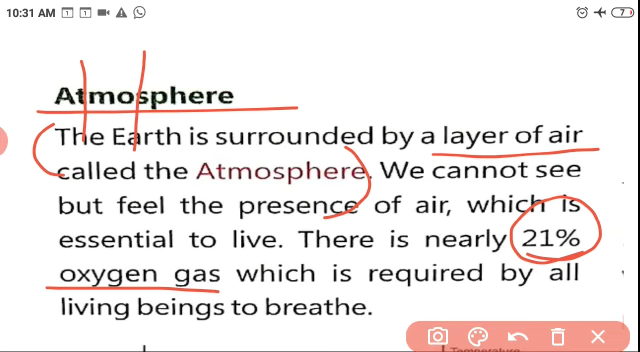 10:31 AM
7
Atmosphere
The Earth is surrounded by a layer of air
called the Atmosphere. We cannot see
but feel the presence of air, which is
essential to live. There is nearly 21%
oxygen gas which is required by all
living beings to breathe.
Temperature